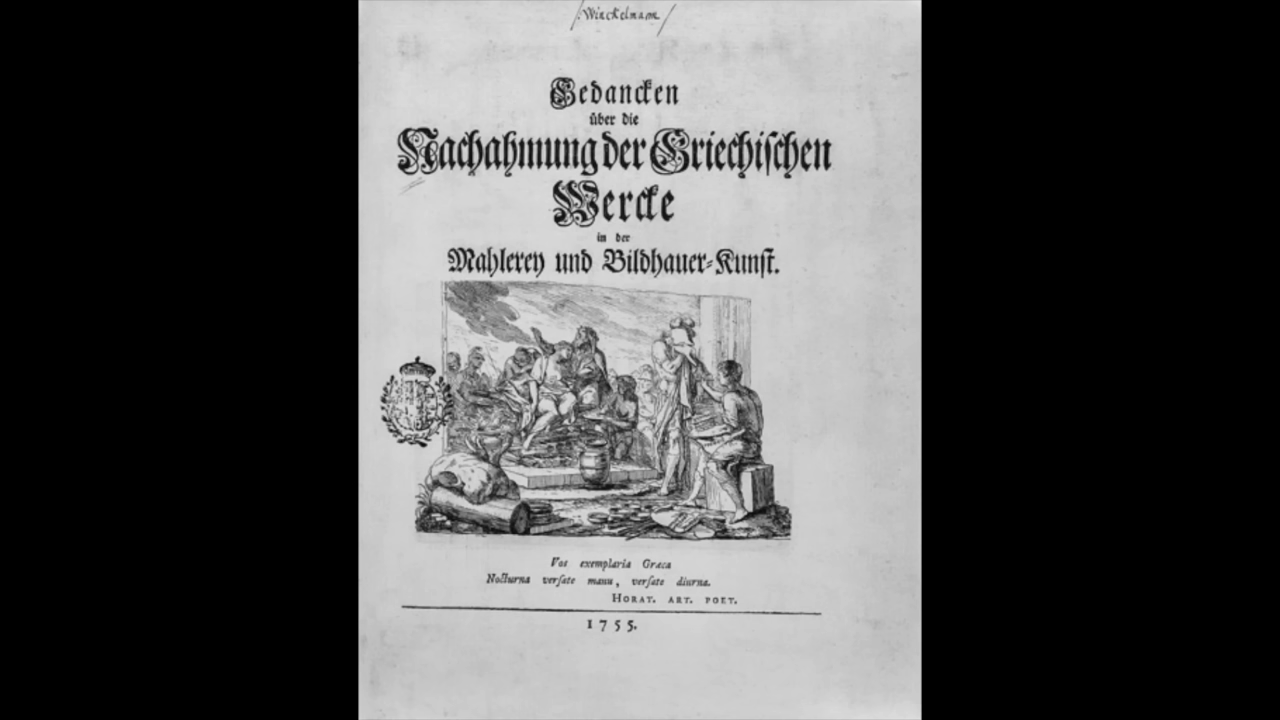 Winckelmann
Gedancken
über die
Nachahmung der Griechischen
Wercke
in der
Mahlerey und Bildhauer-Kunst.
Vos exemplaria Græca
Nocturna versate manu, versate diurna.
HORAT. ART. POET.
1755.